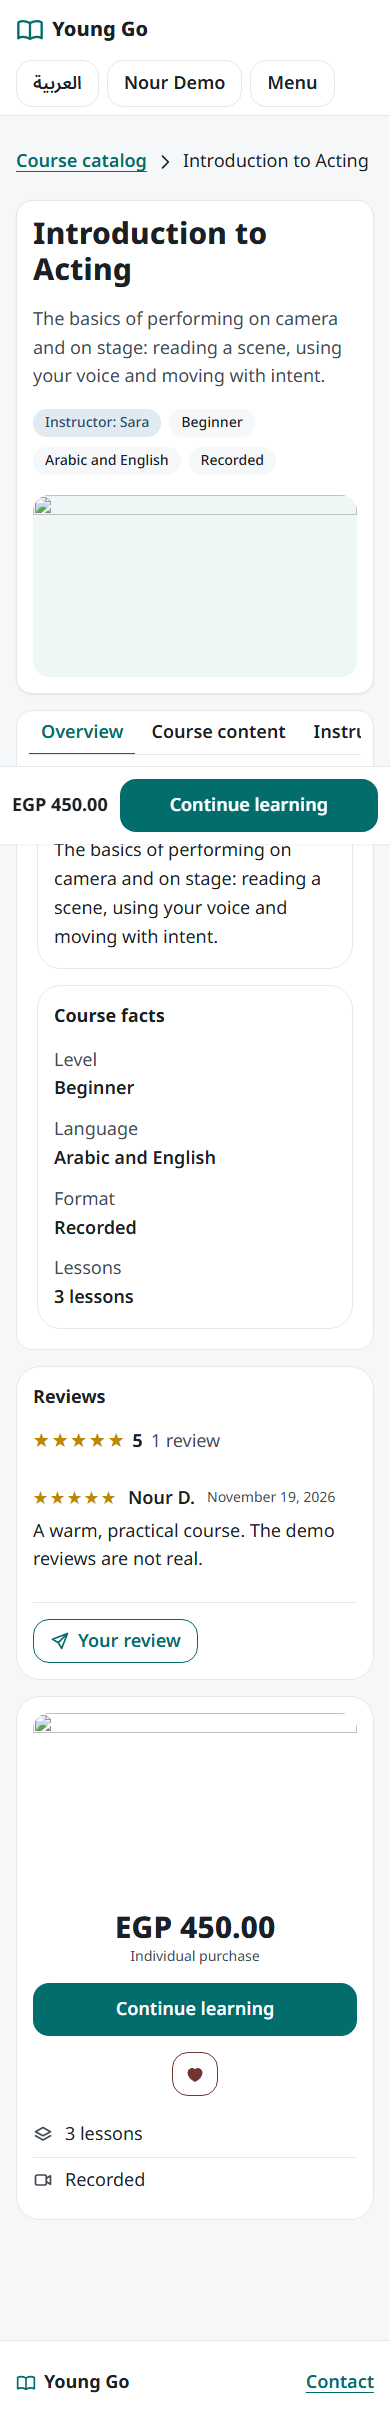 Young Go
العربية
Nour Demo
Menu
Course catalog > Introduction to Acting
Introduction to
Acting
The basics of performing on camera
and on stage: reading a scene, using
your voice and moving with intent.
Instructor: Sara
Beginner
Arabic and English
Recorded
Overview
Course content
Instru
EGP 450.00
Continue learning
The basics of performing on
camera and on stage: reading a
scene, using your voice and
moving with intent.
Course facts
Level
Beginner
Language
Arabic and English
Format
Recorded
Lessons
3 lessons
Reviews
★★★★★ 5 1 review
★★★★★ Nour D. November 19, 2026
A warm, practical course. The demo
reviews are not real.
Your review
EGP 450.00
Individual purchase
Continue learning
3 lessons
Recorded
Young Go
Contact